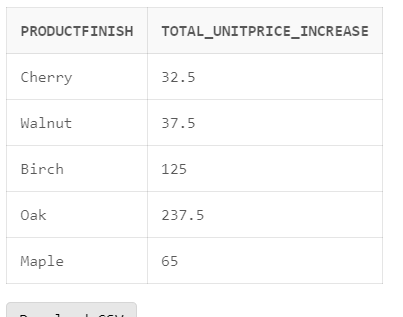 PRODUCTFINISH TOTAL_UNITPRICE_INCREASE
Cherry 32.5
Walnut 37.5
Birch 125
Oak 237.5
Maple 65